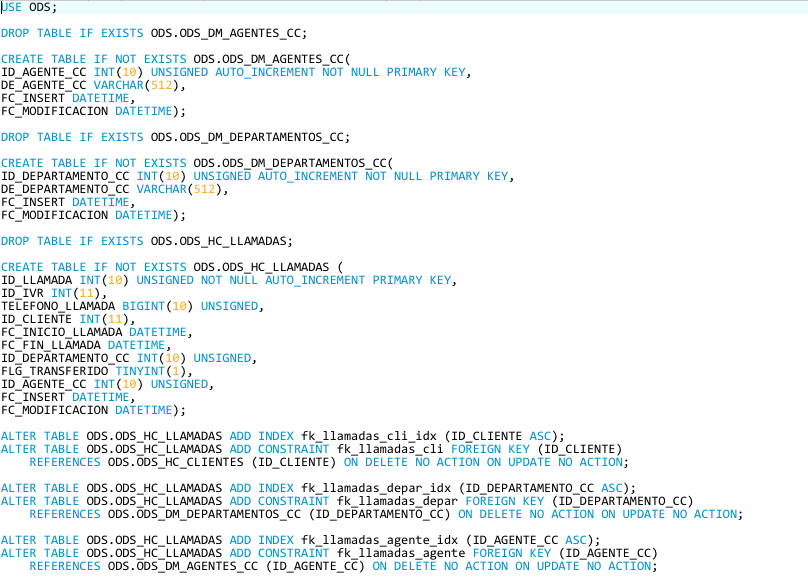 USE ODS;
DROP TABLE IF EXISTS ODS.ODS_DM_AGENTES_CC;
CREATE TABLE IF NOT EXISTS ODS.ODS_DM_AGENTES_CC(
ID_AGENTE_CC INT(10) UNSIGNED AUTO_INCREMENT NOT NULL PRIMARY KEY,
DE_AGENTE_CC VARCHAR(512),
FC_INSERT DATETIME,
FC_MODIFICACION DATETIME);
DROP TABLE IF EXISTS ODS.ODS_DM_DEPARTAMENTOS_CC;
CREATE TABLE IF NOT EXISTS ODS.ODS_DM_DEPARTAMENTOS_CC(
ID_DEPARTAMENTO_CC INT(10) UNSIGNED AUTO_INCREMENT NOT NULL PRIMARY KEY,
DE_DEPARTAMENTO_CC VARCHAR(512),
FC_INSERT DATETIME,
FC_MODIFICACION DATETIME);
DROP TABLE IF EXISTS ODS.ODS_HC_LLAMADAS;
CREATE TABLE IF NOT EXISTS ODS.ODS_HC_LLAMADAS (
ID_LLAMADA INT(10) UNSIGNED NOT NULL AUTO_INCREMENT PRIMARY KEY,
ID_IVR INT(11),
TELEFONO_LLAMADA BIGINT(10) UNSIGNED,
ID_CLIENTE INT(11),
FC_INICIO_LLAMADA DATETIME,
FC_FIN_LLAMADA DATETIME,
ID_DEPARTAMENTO_CC INT(10) UNSIGNED,
FLG_TRANSFERIDO TINYINT(1),
ID_AGENTE_CC INT(10) UNSIGNED,
FC_INSERT DATETIME,
FC_MODIFICACION DATETIME);
ALTER TABLE ODS.ODS_HC_LLAMADAS ADD INDEX fk_llamadas_cli_idx (ID_CLIENTE ASC);
ALTER TABLE ODS.ODS_HC_LLAMADAS ADD CONSTRAINT fk_llamadas_cli FOREIGN KEY (ID_CLIENTE)
REFERENCES ODS.ODS_HC_CLIENTES (ID_CLIENTE) ON DELETE NO ACTION ON UPDATE NO ACTION;
ALTER TABLE ODS.ODS_HC_LLAMADAS ADD INDEX fk_llamadas_depar_idx (ID_DEPARTAMENTO_CC ASC);
ALTER TABLE ODS.ODS_HC_LLAMADAS ADD CONSTRAINT fk_llamadas_depar FOREIGN KEY (ID_DEPARTAMENTO_CC)
REFERENCES ODS.ODS_DM_DEPARTAMENTOS_CC (ID_DEPARTAMENTO_CC) ON DELETE NO ACTION ON UPDATE NO ACTION;
ALTER TABLE ODS.ODS_HC_LLAMADAS ADD INDEX fk_llamadas_agente_idx (ID_AGENTE_CC ASC);
ALTER TABLE ODS.ODS_HC_LLAMADAS ADD CONSTRAINT fk_llamadas_agente FOREIGN KEY (ID_AGENTE_CC)
REFERENCES ODS.ODS_DM_AGENTES_CC (ID_AGENTE_CC) ON DELETE NO ACTION ON UPDATE NO ACTION;